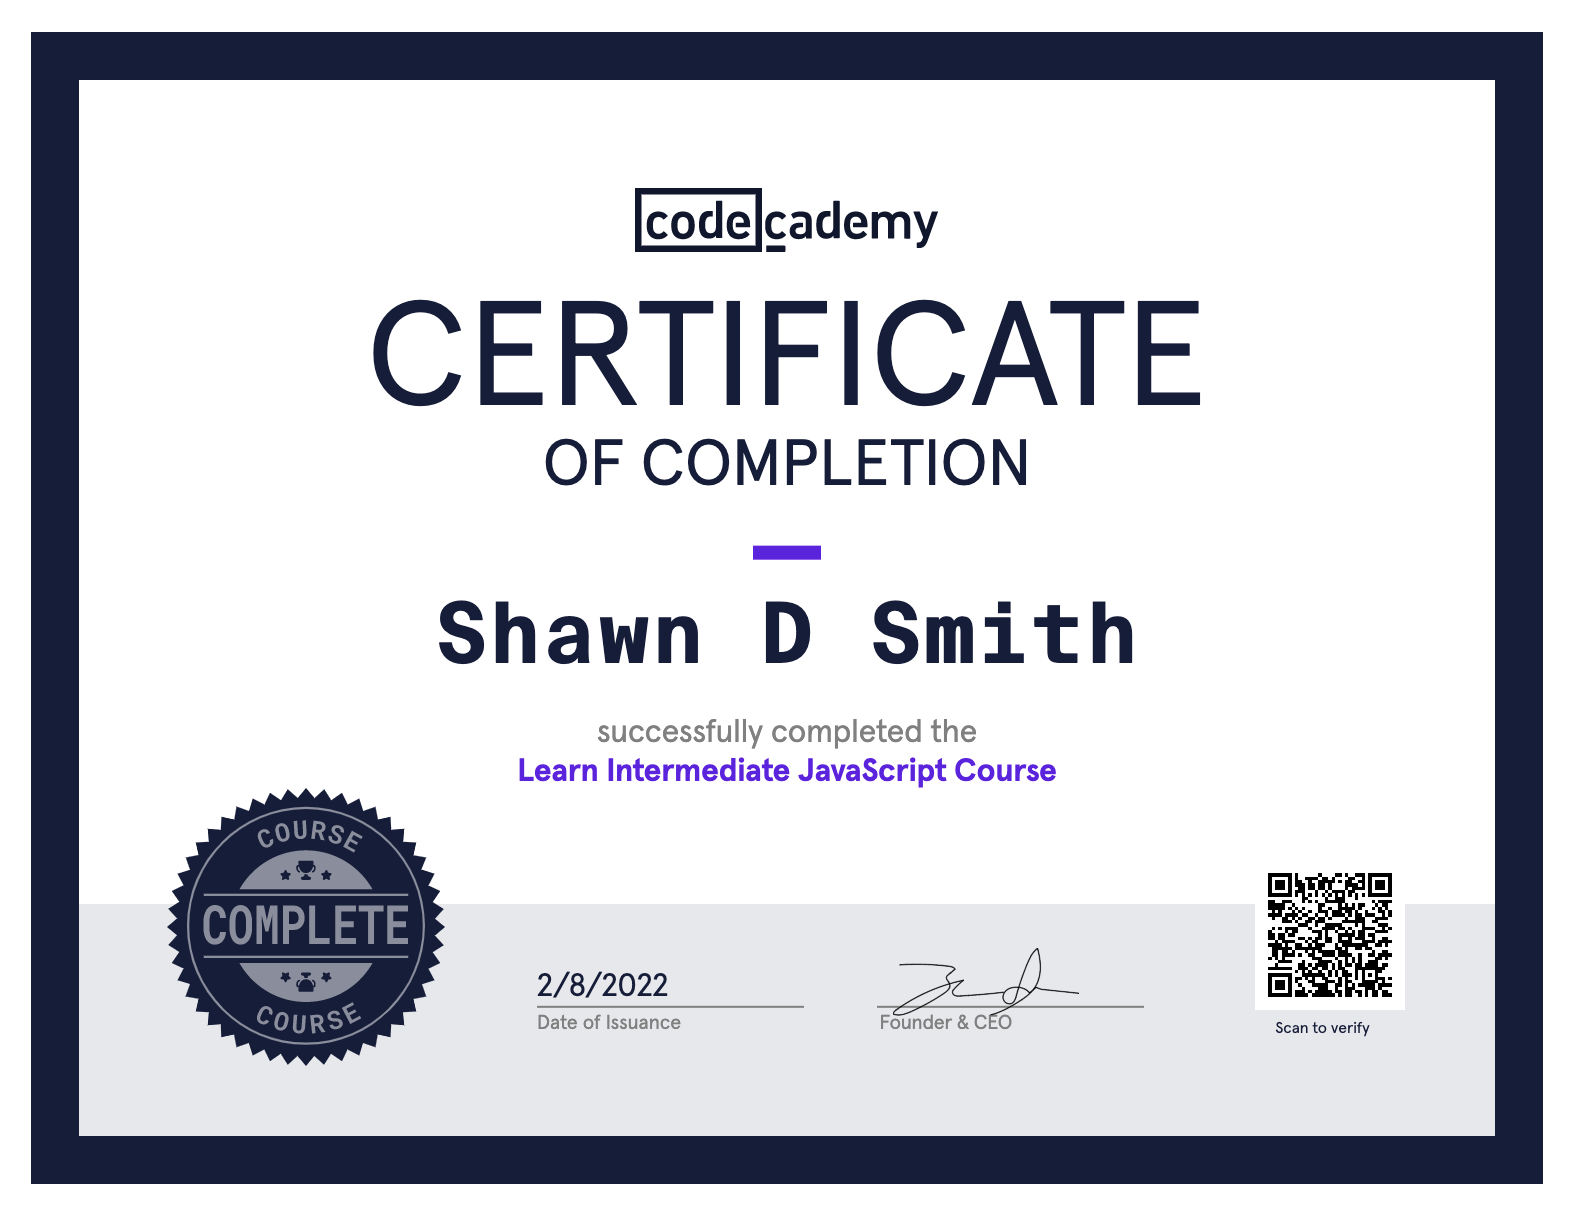 codecademy
CERTIFICATE
OF COMPLETION
Shawn D Smith
successfully completed the
Learn Intermediate JavaScript Course
COURSE
COMPLETE
COURSE
2/8/2022
Date of Issuance
Founder & CEO
Scan to verify